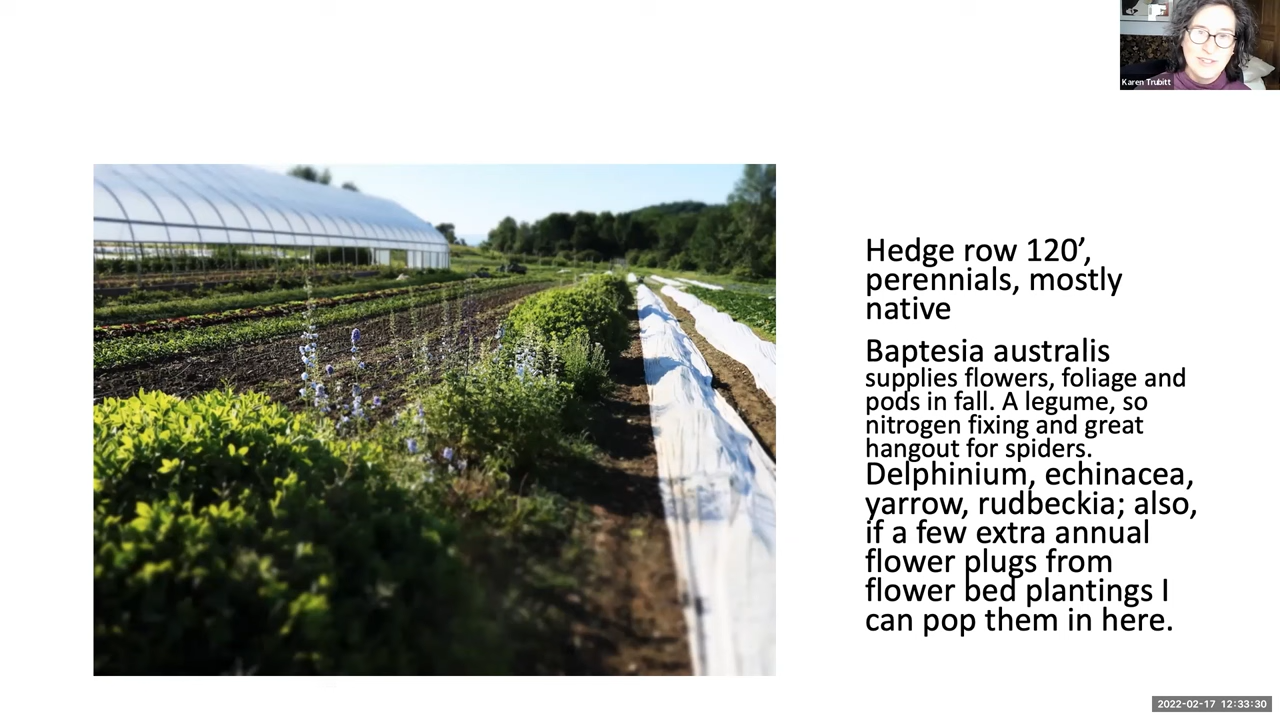 Karen Trubitt
Hedge row 120’,
perennials, mostly
native
Baptesia australis
supplies flowers, foliage and
pods in fall. A legume, so
nitrogen fixing and great
hangout for spiders.
Delphinium, echinacea,
yarrow, rudbeckia; also,
if a few extra annual
flower plugs from
flower bed plantings I
can pop them in here.
2022-02-17 12:33:30